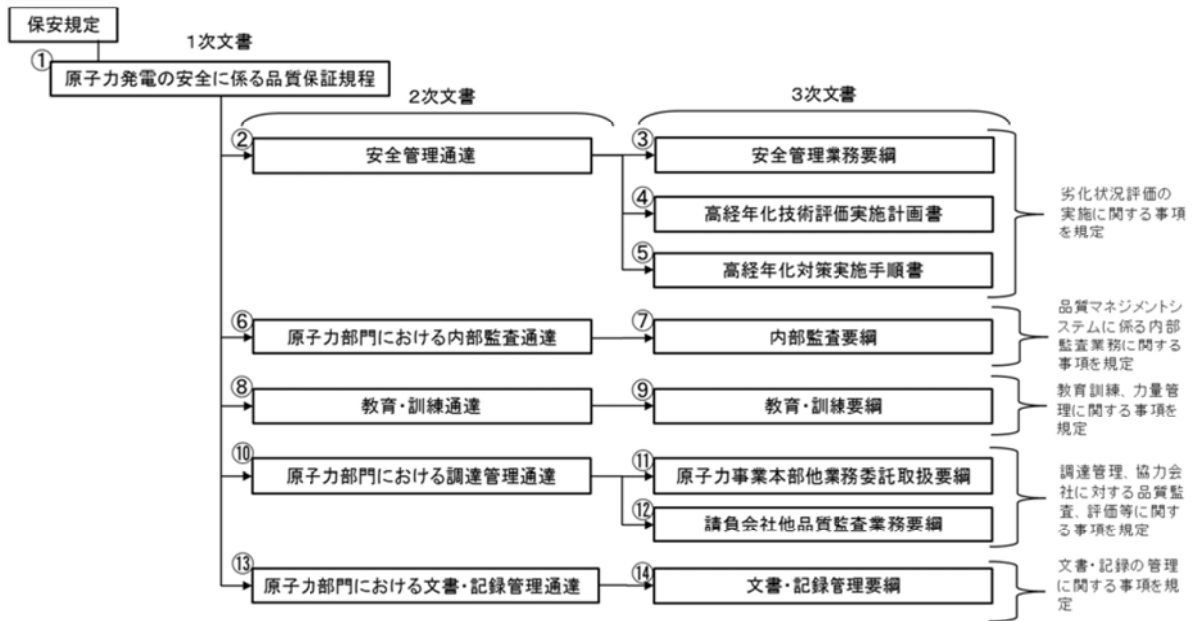 保安規定
1次文書
①
原子力発電の安全に係る品質保証規程
2次文書
3次文書
②
安全管理通達
③
安全管理業務要綱
④
高経年化技術評価実施計画書
⑤
高経年化対策実施手順書
劣化状況評価の
実施に関する事項
を規定
⑥
原子力部門における内部監査通達
⑦
内部監査要綱
品質マネジメントシ
ステムに係る内部
監査業務に関する
事項を規定
⑧
教育・訓練通達
⑨
教育・訓練要綱
教育訓練、力量管
理に関する事項を
規定
⑩
原子力部門における調達管理通達
⑪
原子力事業本部他業務委託取扱要綱
⑫
請負会社他品質監査業務要綱
調達管理、協力会
社に対する品質監
査、評価等に関す
る事項を規定
⑬
原子力部門における文書・記録管理通達
⑭
文書・記録管理要綱
文書・記録の管理
に関する事項を規
定